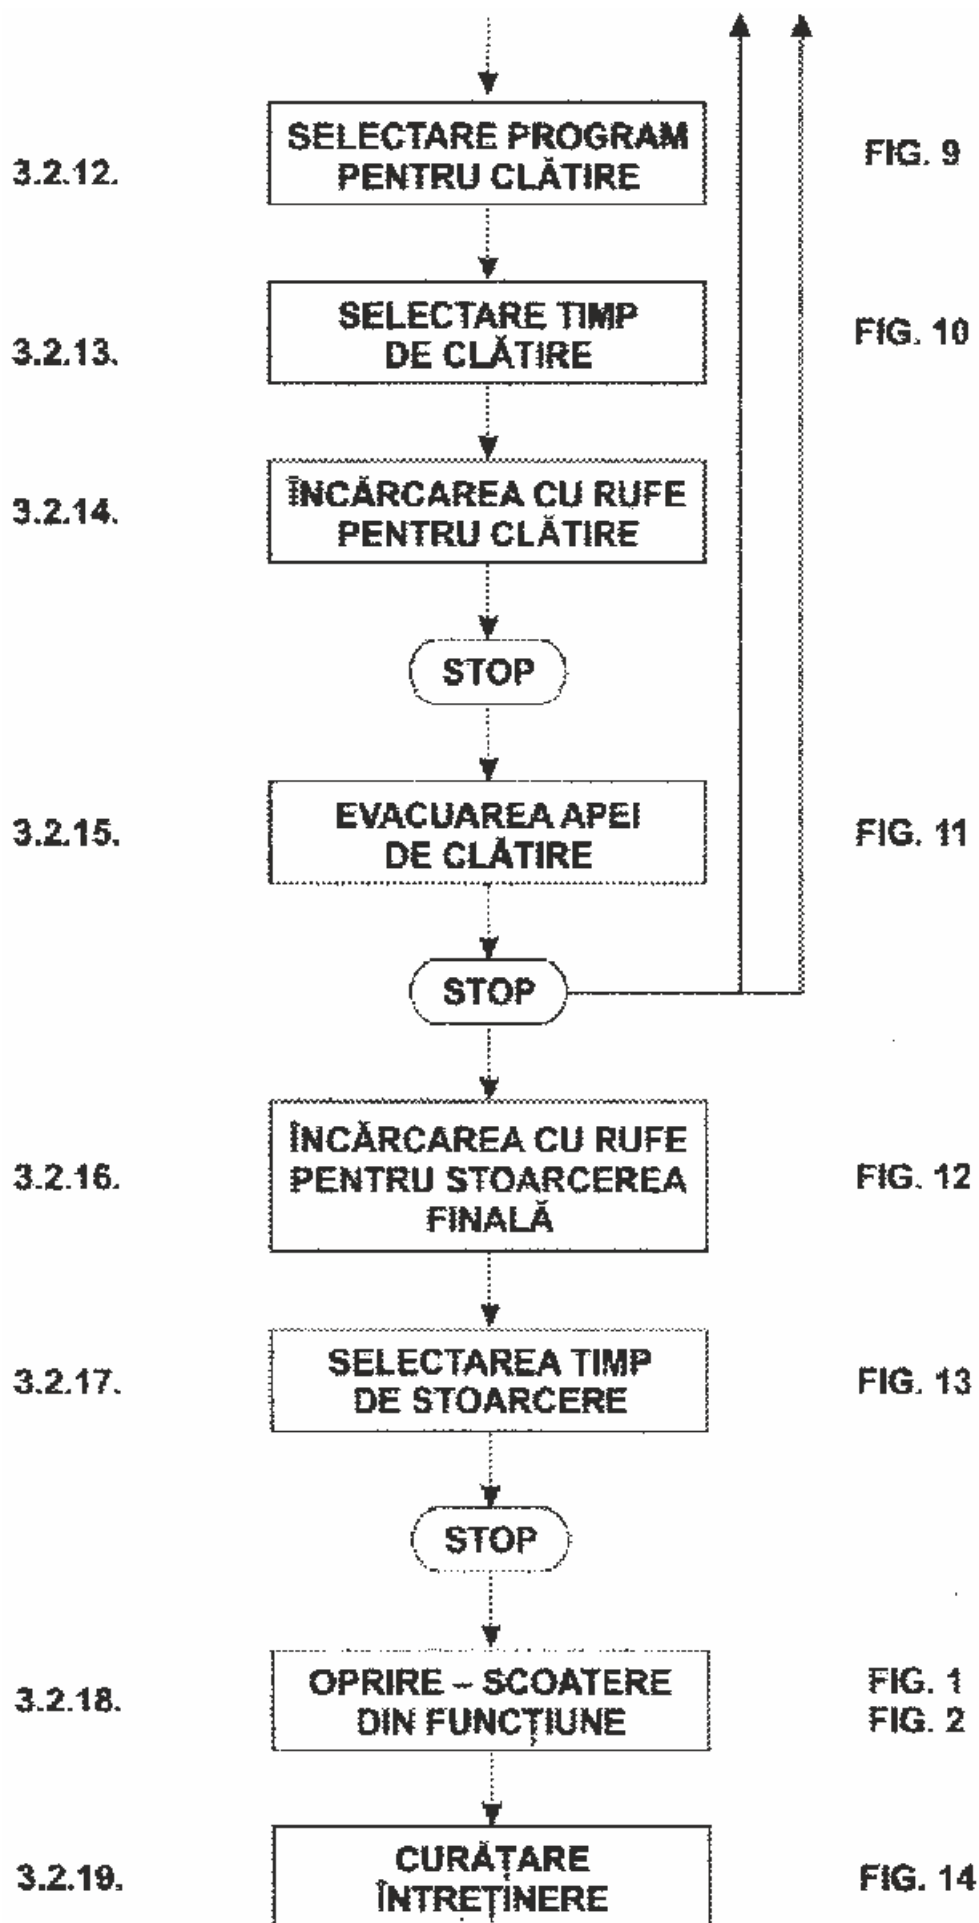 SELECTARE PROGRAM
PENTRU CLĂTIRE
3.2.12.
FIG. 9
SELECTARE TIMP
DE CLĂTIRE
3.2.13.
FIG. 10
ÎNCĂRCAREA CU RUFE
PENTRU CLĂTIRE
3.2.14.
STOP
EVACUAREA APEI
DE CLĂTIRE
3.2.15.
FIG. 11
STOP
ÎNCĂRCAREA CU RUFE
PENTRU STOARCEREA
FINALĂ
3.2.16.
FIG. 12
SELECTAREA TIMP
DE STOARCERE
3.2.17.
FIG. 13
STOP
OPRIRE – SCOATERE
DIN FUNCȚIUNE
3.2.18.
FIG. 1
FIG. 2
CURĂȚARE
ÎNTREȚINERE
3.2.19.
FIG. 14